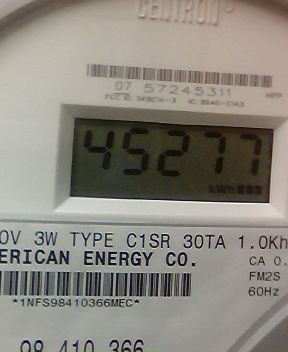 CENTRON
07 57245311
45277
kWh
0V 3W TYPE C1SR 30TA 1.0Kh
ERICAN ENERGY CO.
CA 0.
FM2S
*1NFS98410366MEC*
60Hz
98 410 366